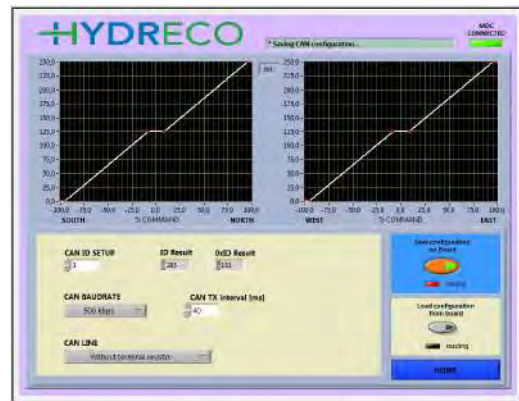 HYDRECO
MDC
CONNECTED
* Saving CAN configuration...
250,0 250,0
225,0 225,0
200,0 200,0
175,0 175,0
150,0 150,0
125,0 125,0
100,0 100,0
75,0 75,0
50,0 50,0
25,0 25,0
0,0 0,0
-100,0 -75,0 -50,0 -25,0 0,0 25,0 50,0 75,0 100,0 -100,0 -75,0 -50,0 -25,0 0,0 25,0 50,0 75,0 100,0
SOUTH % COMMAND NORTH WEST % COMMAND EAST
CAN ID SETUP ID Result 0xID Result
1
CAN BAUDRATE CAN TX Interval [ms]
500 kbps 40
CAN LINE
Without terminal resistor
Save configuration
on board
Load configuration
from board
reading
HOME